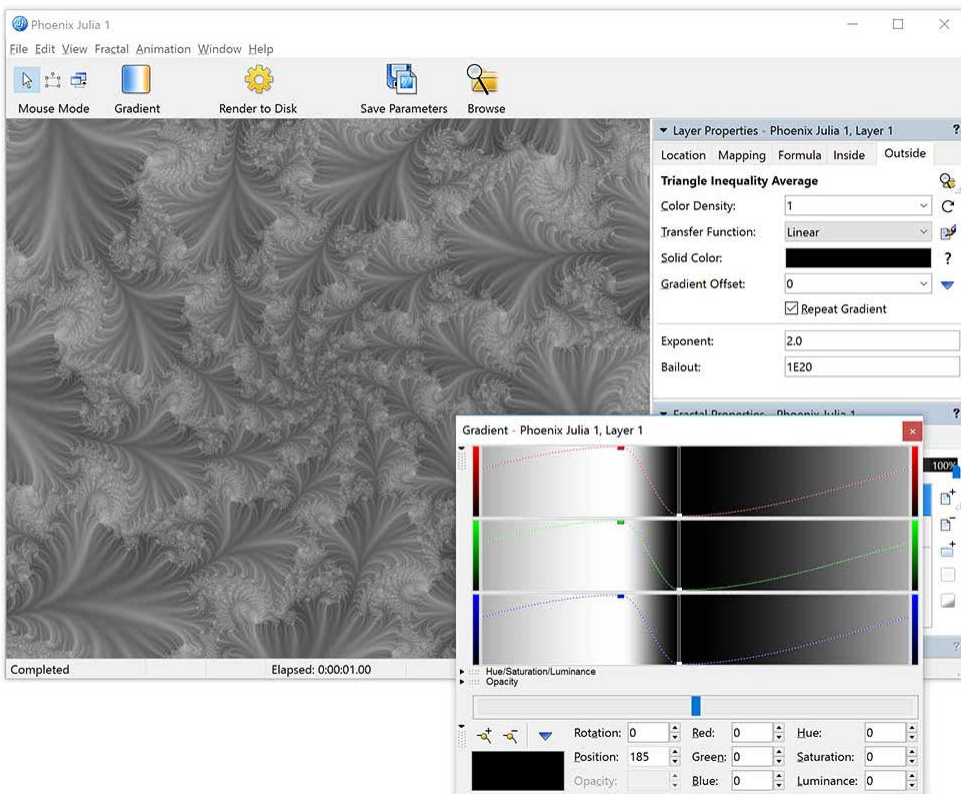 Phoenix Julia 1
File Edit View Fractal Animation Window Help
Mouse Mode Gradient Render to Disk Save Parameters Browse
Layer Properties - Phoenix Julia 1, Layer 1 ?
Location Mapping Formula Inside Outside
Triangle Inequality Average
Color Density: 1
Transfer Function: Linear
Solid Color: ?
Gradient Offset: 0
Repeat Gradient
Exponent: 2.0
Bailout: 1E20
Fractal Properties - Phoenix Julia 1 ?
Gradient - Phoenix Julia 1, Layer 1
100%
?
Completed Elapsed: 0:00:01.00
Hue/Saturation/Luminance
Opacity
Rotation: 0 Red: 0 Hue: 0
Position: 185 Green: 0 Saturation: 0
Opacity: Blue: 0 Luminance: 0